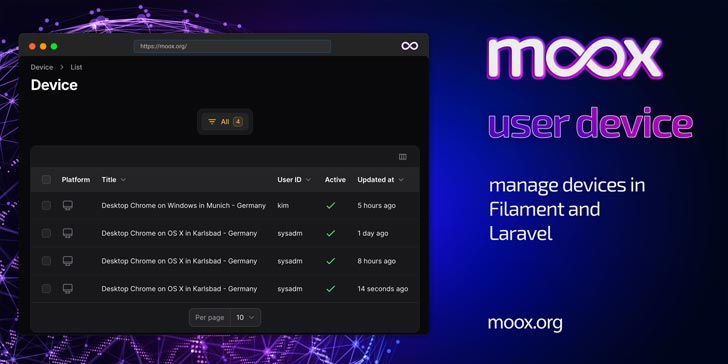 https://moox.org/
Device > List
Device
All 4
Platform Title User ID Active Updated at
Desktop Chrome on Windows in Munich - Germany kim 5 hours ago
Desktop Chrome on OS X in Karlsbad - Germany sysadm 1 day ago
Desktop Chrome on OS X in Karlsbad - Germany sysadm 8 hours ago
Desktop Chrome on OS X in Karlsbad - Germany sysadm 14 seconds ago
Per page 10
moox
user device
manage devices in
Filament and
Laravel
moox.org